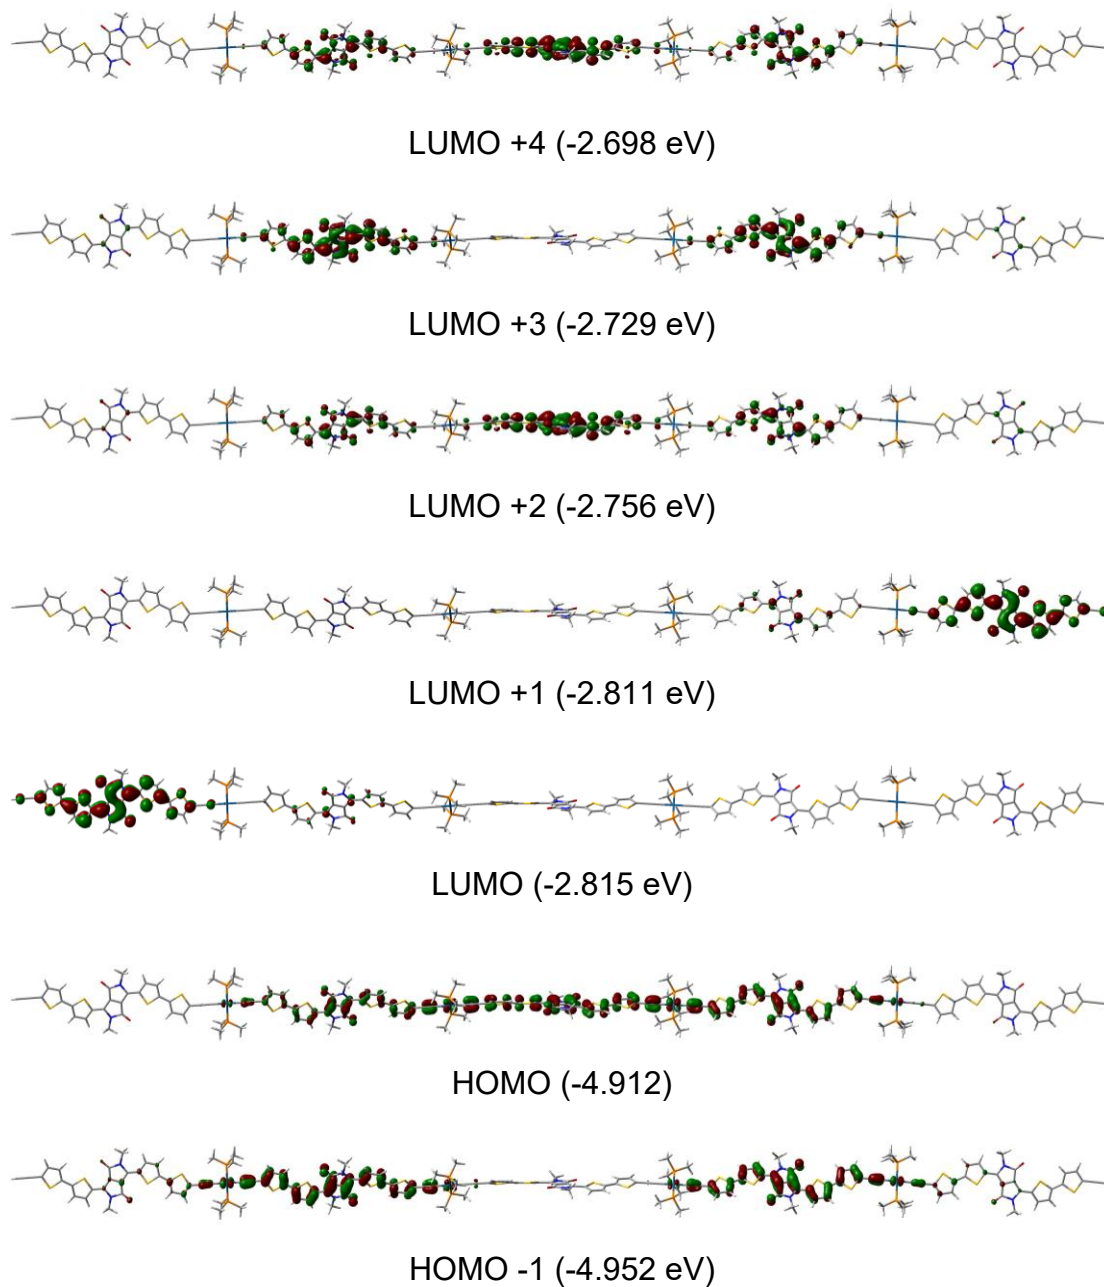 LUMO +4 (-2.698 eV)
LUMO +3 (-2.729 eV)
LUMO +2 (-2.756 eV)
LUMO +1 (-2.811 eV)
LUMO (-2.815 eV)
HOMO (-4.912)
HOMO -1 (-4.952 eV)